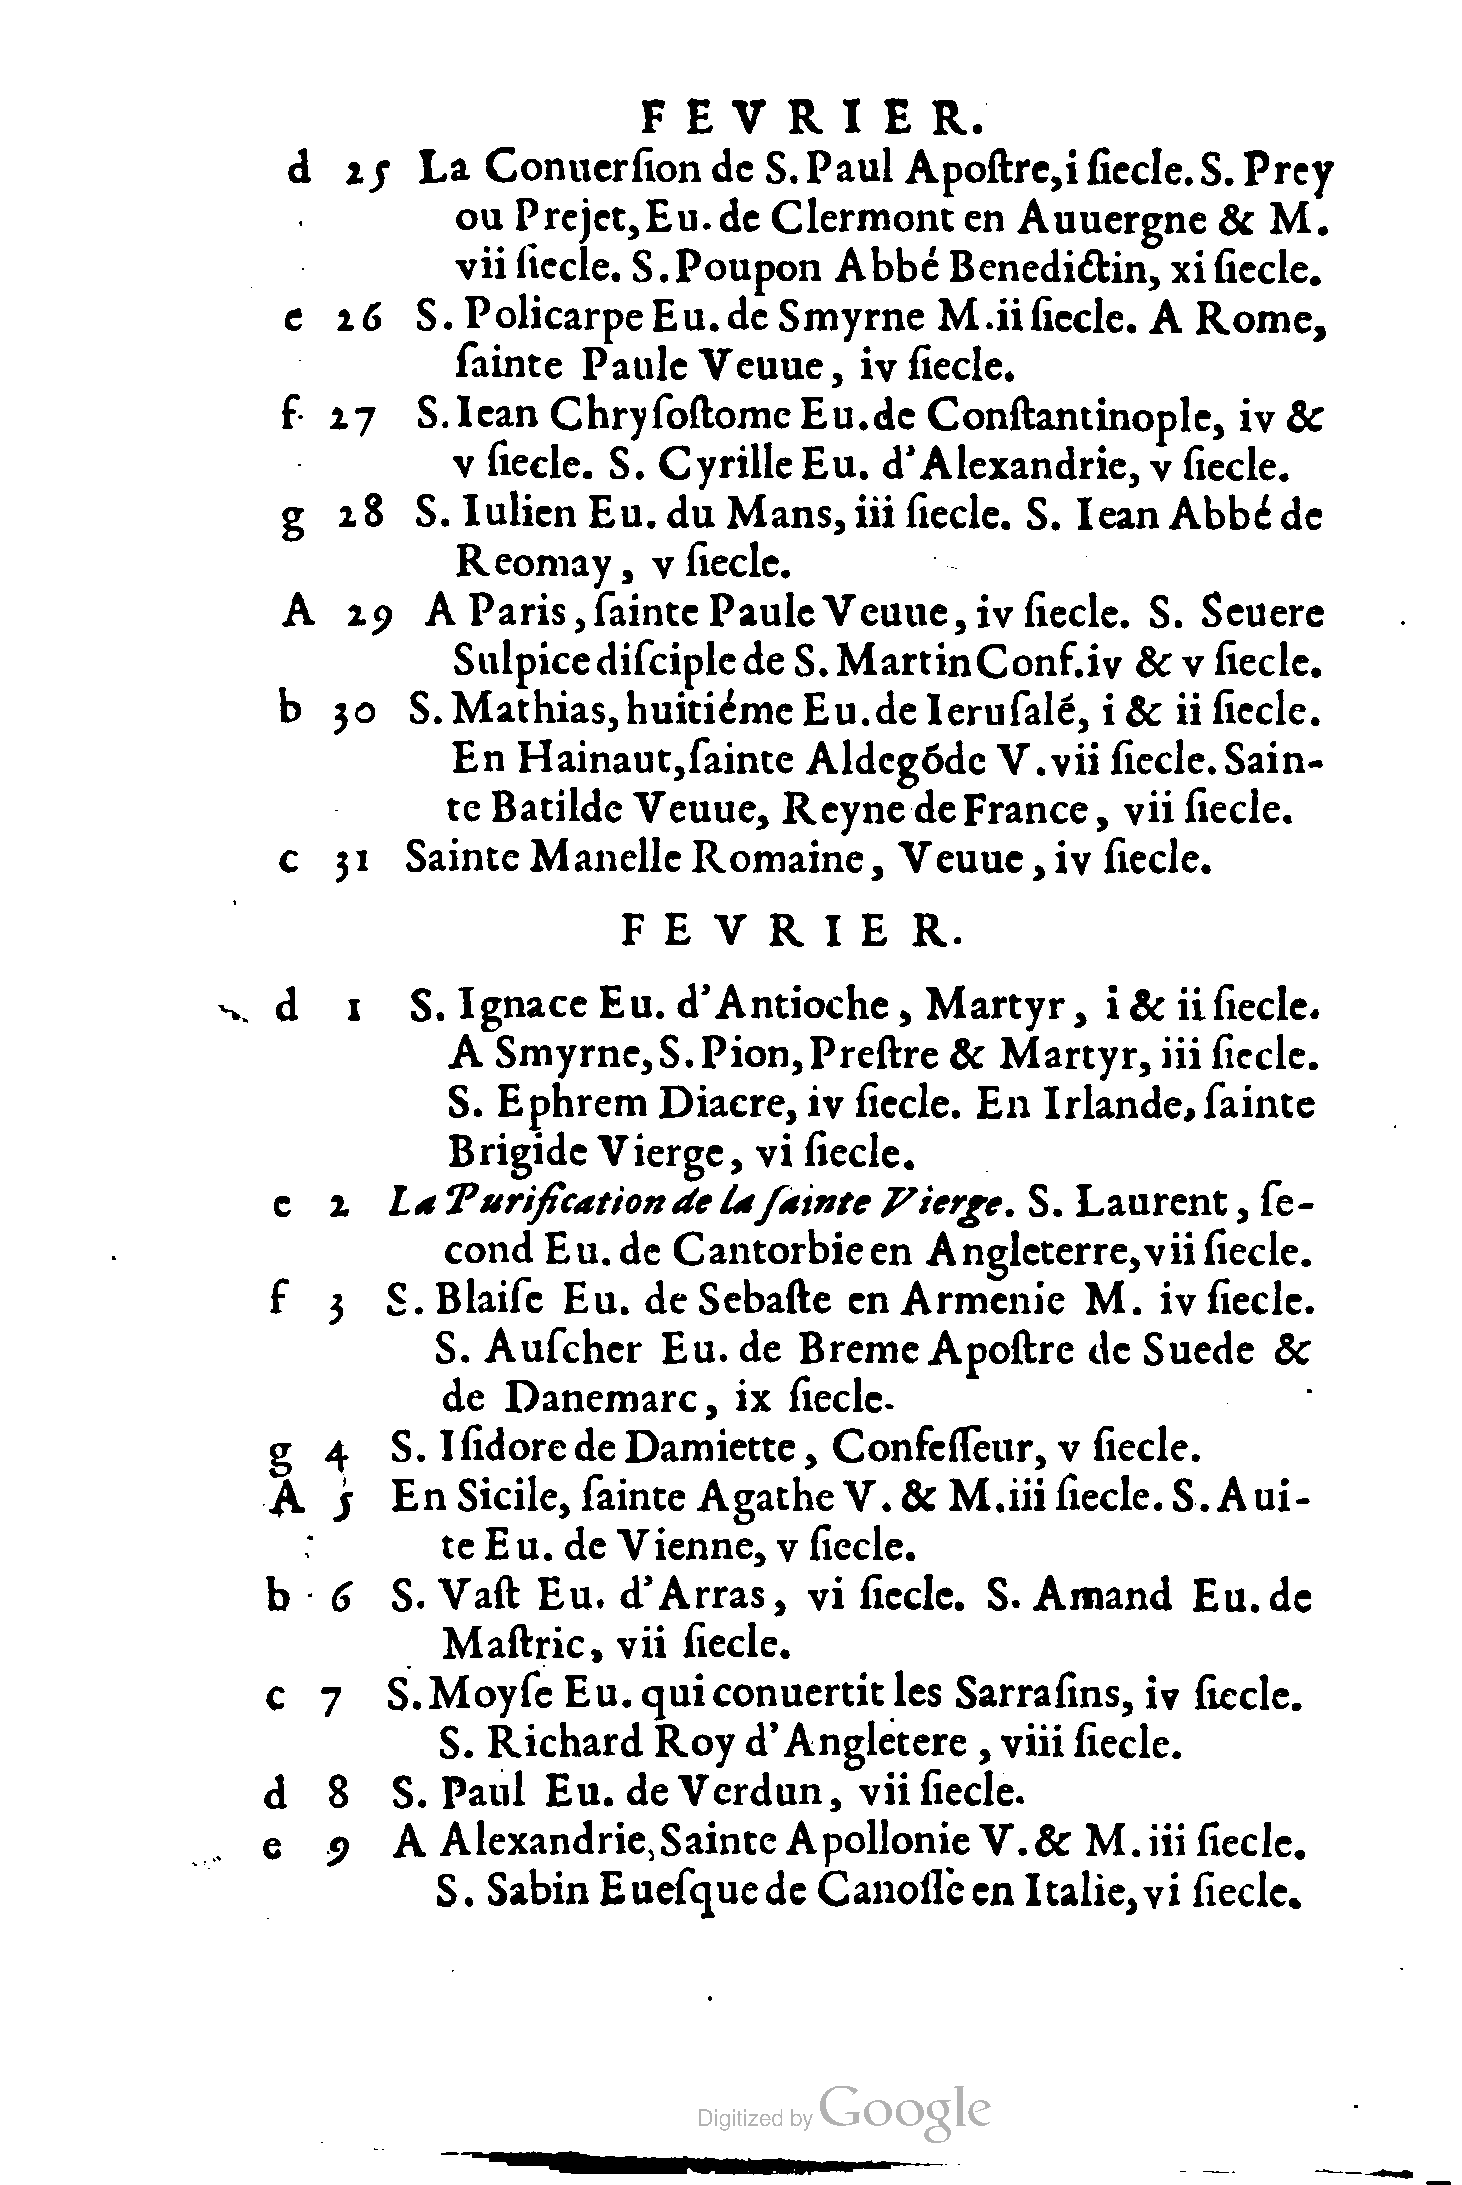 FEVRIER.
d 25 La Conuerſion de S. Paul Apoſtre, i ſiecle. S. Prey
ou Prejet, Eu. de Clermont en Auuergne & M.
vii ſiecle. S. Poupon Abbé Benedictin, xi ſiecle.
e 26 S. Policarpe Eu. de Smyrne M. ii ſiecle. A Rome,
ſainte Paule Veuue, iv ſiecle.
f 27 S. Iean Chryſoſtome Eu. de Conſtantinople, iv &
v ſiecle. S. Cyrille Eu. d'Alexandrie, v ſiecle.
g 28 S. Iulien Eu. du Mans, iii ſiecle. S. Iean Abbé de
Reomay, v ſiecle.
A 29 A Paris, ſainte Paule Veuue, iv ſiecle. S. Seuere
Sulpice diſciple de S. Martin Conf. iv & v ſiecle.
b 30 S. Mathias, huitiéme Eu. de Ieruſalē, i & ii ſiecle.
En Hainaut, ſainte Aldegōde V. vii ſiecle. Sain-
te Batilde Veuue, Reyne de France, vii ſiecle.
c 31 Sainte Manelle Romaine, Veuue, iv ſiecle.
FEVRIER.
d 1 S. Ignace Eu. d'Antioche, Martyr, i & ii ſiecle.
A Smyrne, S. Pion, Preſtre & Martyr, iii ſiecle.
S. Ephrem Diacre, iv ſiecle. En Irlande, ſainte
Brigide Vierge, vi ſiecle.
e 2 La Purification de la ſainte Vierge. S. Laurent, ſe-
cond Eu. de Cantorbie en Angleterre, vii ſiecle.
f 3 S. Blaiſe Eu. de Sebaſte en Armenie M. iv ſiecle.
S. Auſcher Eu. de Breme Apoſtre de Suede &
de Danemarc, ix ſiecle.
g 4 S. Iſidore de Damiette, Confeſſeur, v ſiecle.
A 5 En Sicile, ſainte Agathe V. & M. iii ſiecle. S. Aui-
te Eu. de Vienne, v ſiecle.
b 6 S. Vaſt Eu. d'Arras, vi ſiecle. S. Amand Eu. de
Maſtric, vii ſiecle.
c 7 S. Moyſe Eu. qui conuertit les Sarraſins, iv ſiecle.
S. Richard Roy d'Angletere, viii ſiecle.
d 8 S. Paul Eu. de Verdun, vii ſiecle.
e 9 A Alexandrie, Sainte Apollonie V. & M. iii ſiecle.
S. Sabin Eueſque de Canoſſe en Italie, vi ſiecle.
Digitized by Google